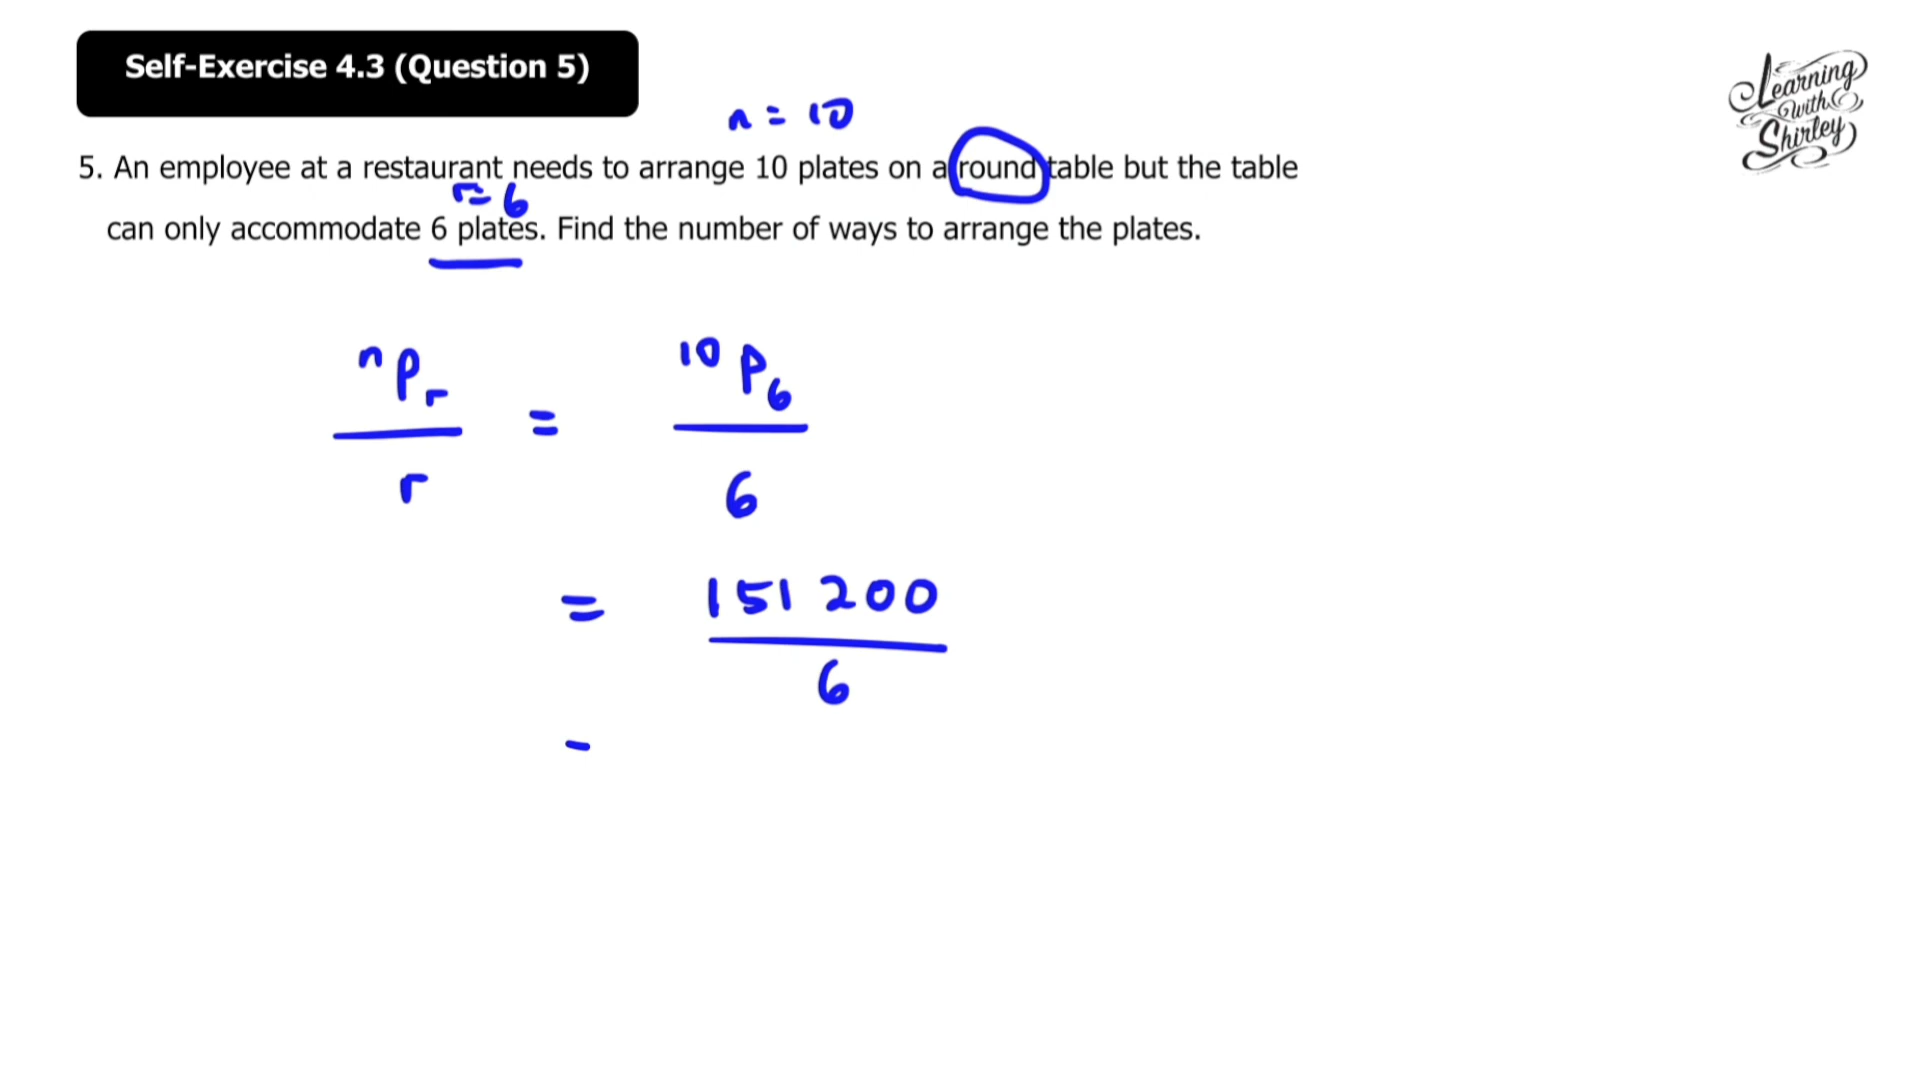 Self-Exercise 4.3 (Question 5)
Learning
with
Shirley
n = 10
5. An employee at a restaurant needs to arrange 10 plates on a round table but the table
r = 6
can only accommodate 6 plates. Find the number of ways to arrange the plates.
ⁿPᵣ / r = ¹⁰P₆ / 6
= 151 200 / 6
-